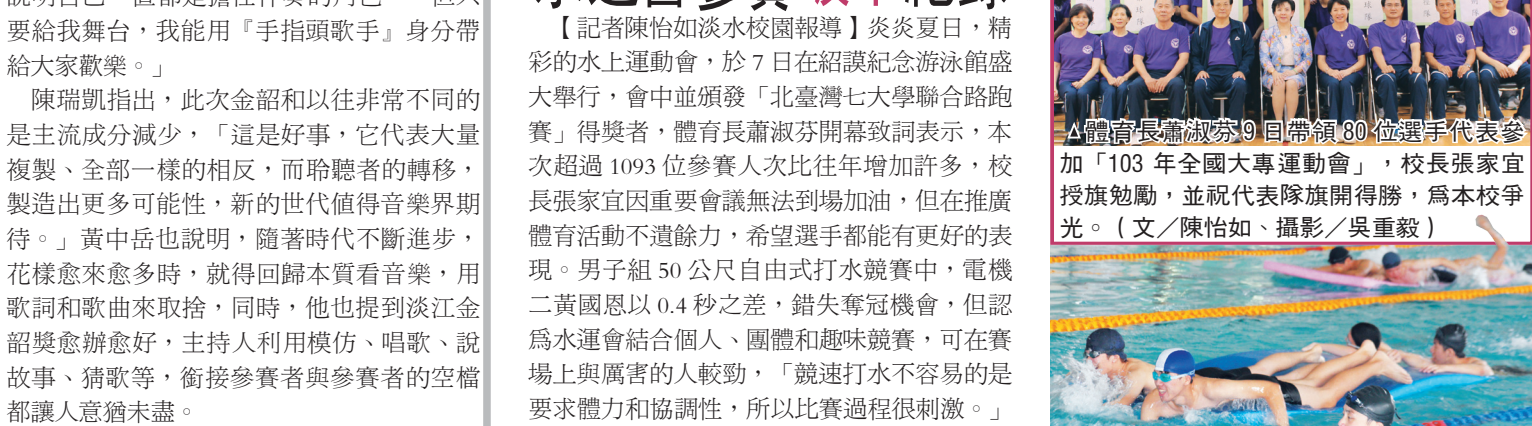 要給我舞台，我能用『手指頭歌手』身分帶
給大家歡樂。」
陳瑞凱指出，此次金韶和以往非常不同的
是主流成分減少，「這是好事，它代表大量
複製、全部一樣的相反，而聆聽者的轉移，
製造出更多可能性，新的世代值得音樂界期
待。」黃中岳也說明，隨著時代不斷進步，
花樣愈來愈多時，就得回歸本質看音樂，用
歌詞和歌曲來取捨，同時，他也提到淡江金
韶獎愈辦愈好，主持人利用模仿、唱歌、說
故事、猜歌等，銜接參賽者與參賽者的空檔
都讓人意猶未盡。
【記者陳怡如淡水校園報導】炎炎夏日，精
彩的水上運動會，於 7 日在紹謨紀念游泳館盛
大舉行，會中並頒發「北臺灣七大學聯合路跑
賽」得獎者，體育長蕭淑芬開幕致詞表示，本
次超過 1093 位參賽人次比往年增加許多，校
長張家宜因重要會議無法到場加油，但在推廣
體育活動不遺餘力，希望選手都能有更好的表
現。男子組 50 公尺自由式打水競賽中，電機
二黃國恩以 0.4 秒之差，錯失奪冠機會，但認
為水運會結合個人、團體和趣味競賽，可在賽
場上與厲害的人較勁，「競速打水不容易的是
要求體力和協調性，所以比賽過程很刺激。」
△體育長蕭淑芬 9 日帶領 80 位選手代表參
加「103 年全國大專運動會」，校長張家宜
授旗勉勵，並祝代表隊旗開得勝，為本校爭
光。（文／陳怡如、攝影／吳重毅）